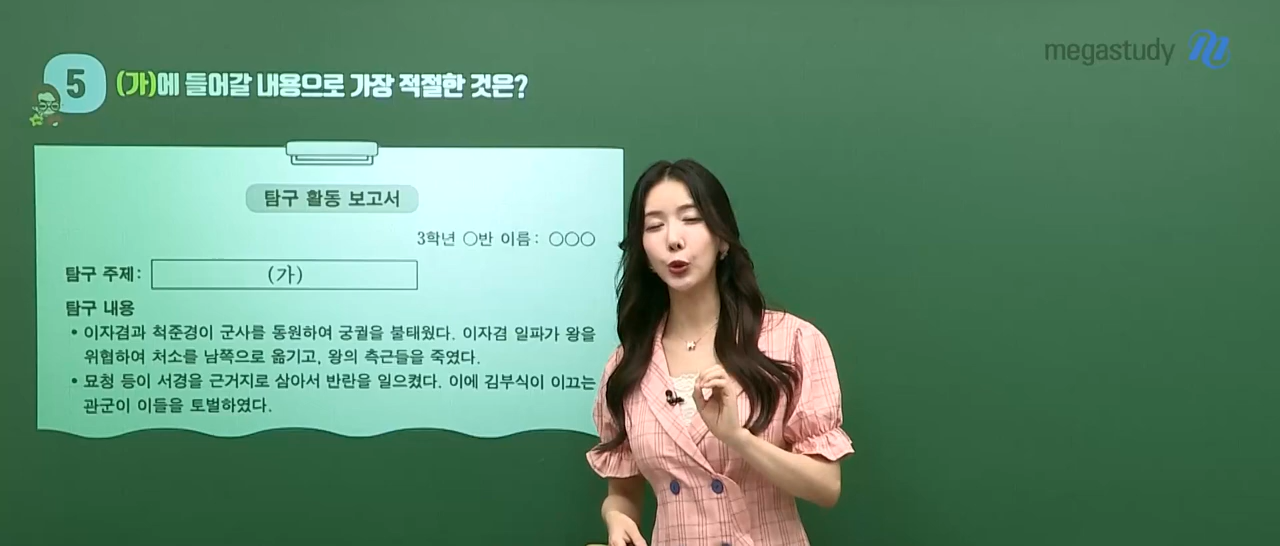 megastudy
5 (가)에 들어갈 내용으로 가장 적절한 것은?
탐구 활동 보고서
3학년 ○반 이름: ○○○
탐구 주제: (가)
탐구 내용
• 이자겸과 척준경이 군사를 동원하여 궁궐을 불태웠다. 이자겸 일파가 왕을
위협하여 처소를 남쪽으로 옮기고, 왕의 측근들을 죽였다.
• 묘청 등이 서경을 근거지로 삼아서 반란을 일으켰다. 이에 김부식이 이끄는
관군이 이들을 토벌하였다.